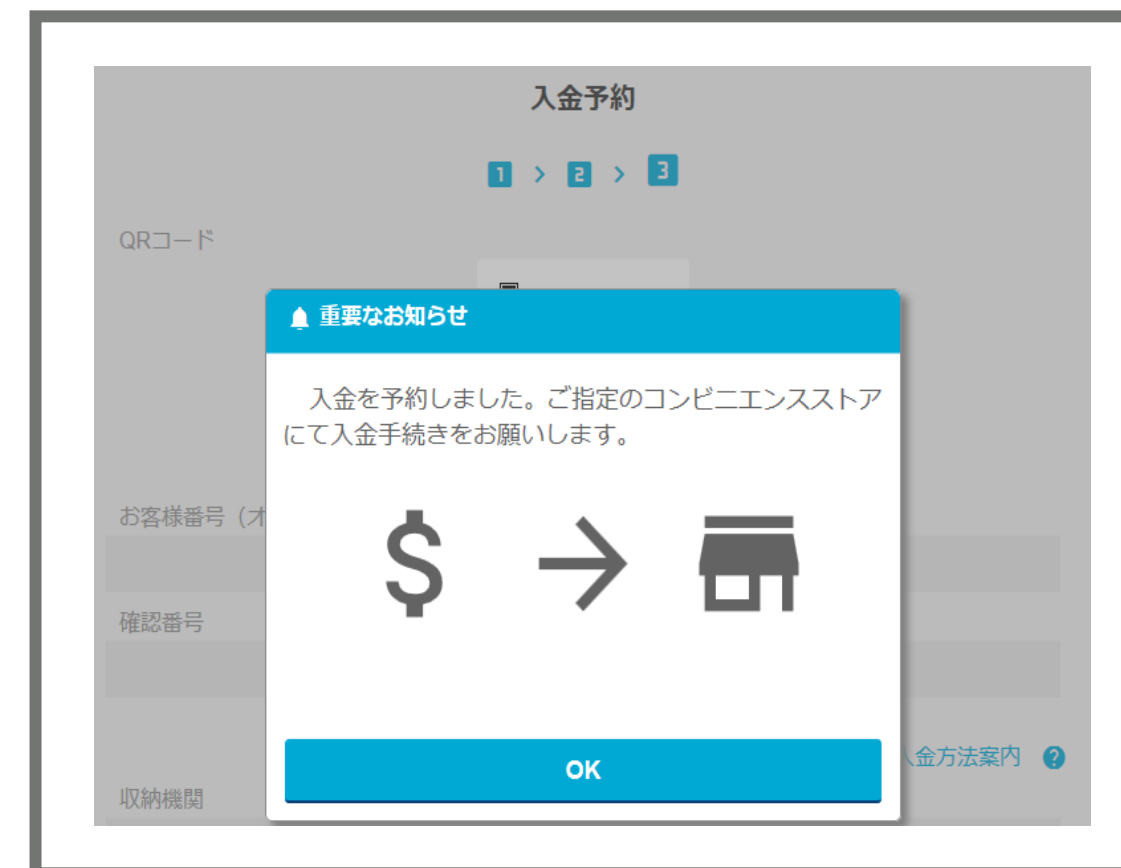 入金予約
1 > 2 > 3
QRコード
重要なお知らせ
入金を予約しました。ご指定のコンビニエンスストア
にて入金手続きをお願いします。
お客様番号（オ
確認番号
OK
入金方法案内 ?
収納機関